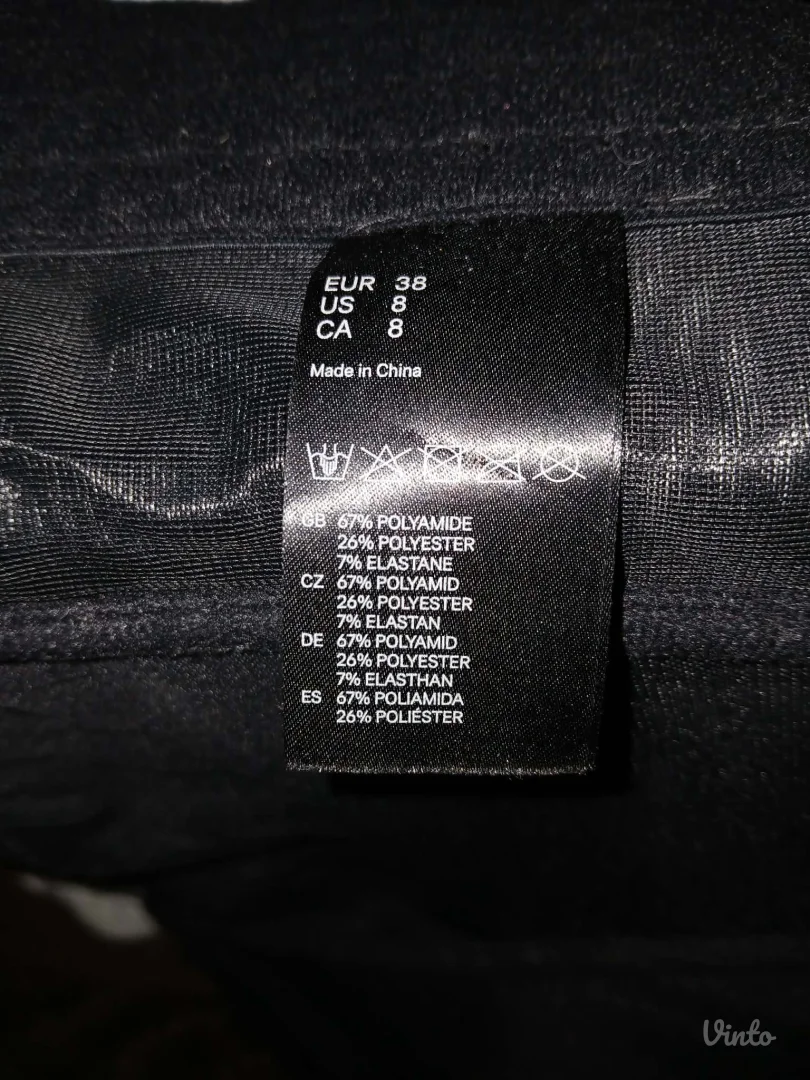 EUR 38
US 8
CA 8
Made in China
GB 67% POLYAMIDE
26% POLYESTER
7% ELASTANE
CZ 67% POLYAMID
26% POLYESTER
7% ELASTAN
DE 67% POLYAMID
26% POLYESTER
7% ELASTHAN
ES 67% POLIAMIDA
26% POLIÉSTER
Vinto